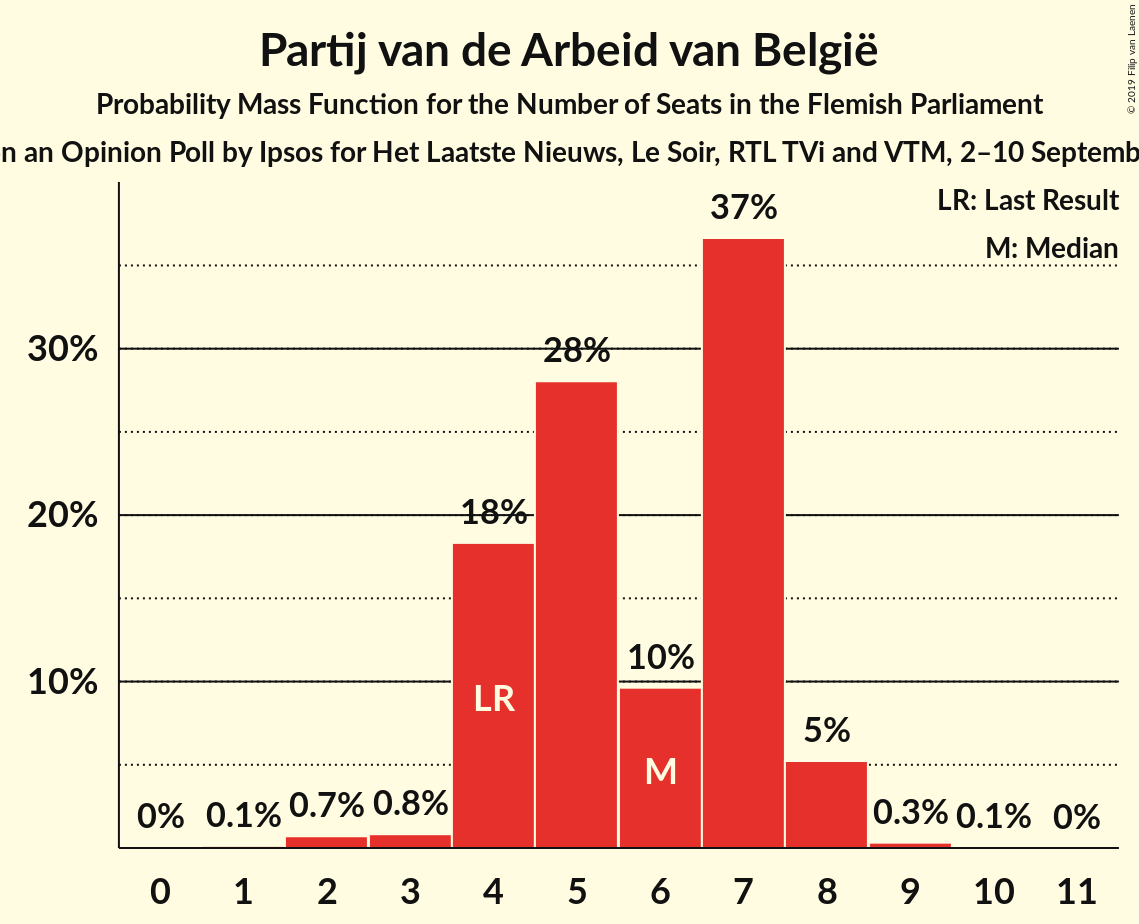 Partij van de Arbeid van België
Probability Mass Function for the Number of Seats in the Flemish Parliament
an Opinion Poll by Ipsos for Het Laatste Nieuws, Le Soir, RTL TVi and VTM, 2–10
© 2019 Filip van Laenen
LR: Last Result
M: Median
37%
30%
28%
20%
18%
10%
10%
LR
M
5%
0%
0.1%
0.7%
0.8%
0.3%
0.1%
0%
0 1 2 3 4 5 6 7 8 9 10 11